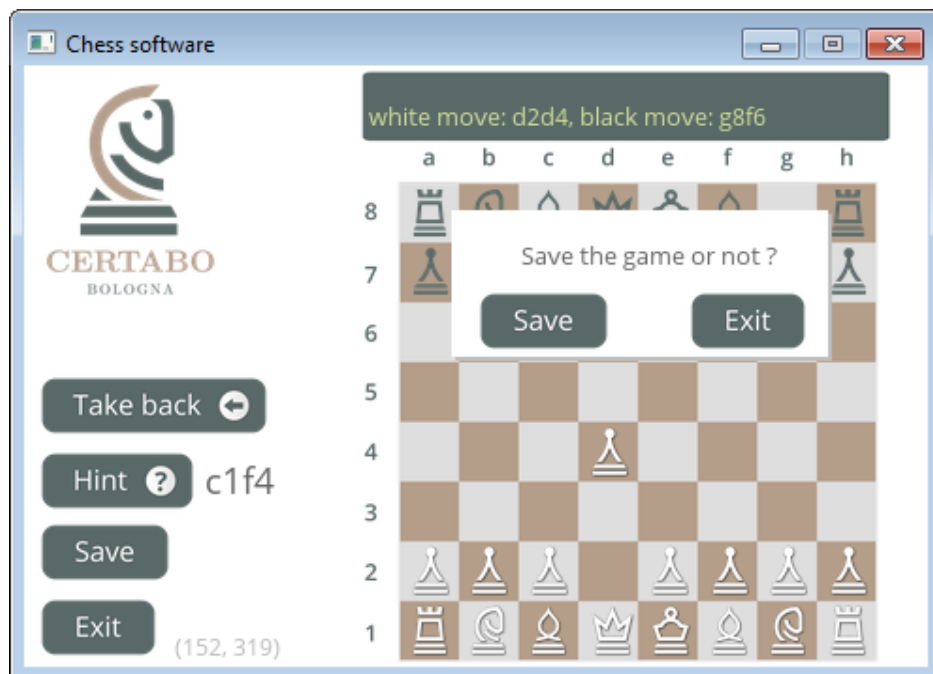 Chess software
CERTABO
BOLOGNA
white move: d2d4, black move: g8f6
a b c d e f g h
8
7
6
5
4
3
2
1
Save the game or not ?
Save Exit
Take back
Hint ? c1f4
Save
Exit
(152, 319)